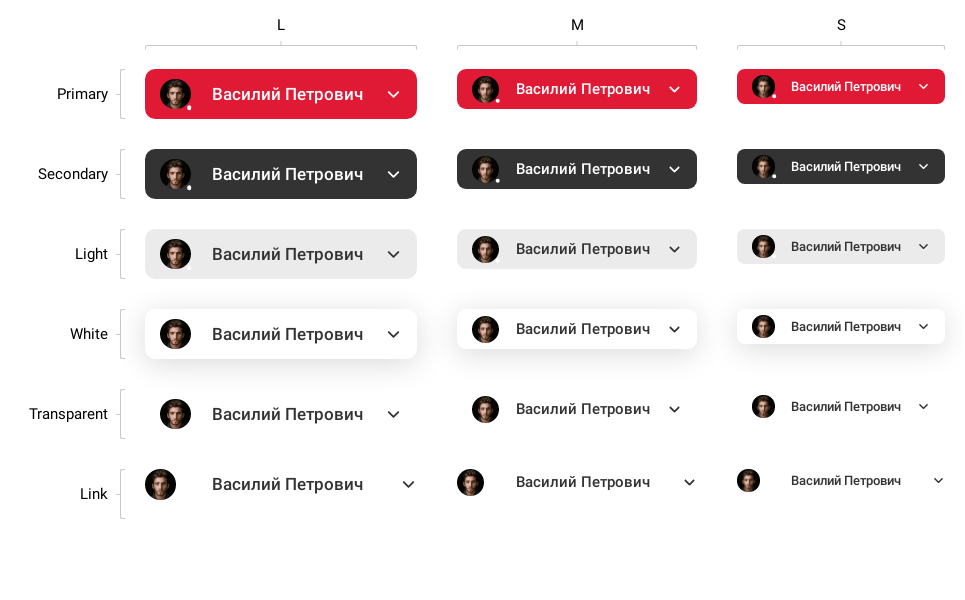 L M S
Primary Василий Петрович Василий Петрович Василий Петрович
Secondary Василий Петрович Василий Петрович Василий Петрович
Light Василий Петрович Василий Петрович Василий Петрович
White Василий Петрович Василий Петрович Василий Петрович
Transparent Василий Петрович Василий Петрович Василий Петрович
Link Василий Петрович Василий Петрович Василий Петрович